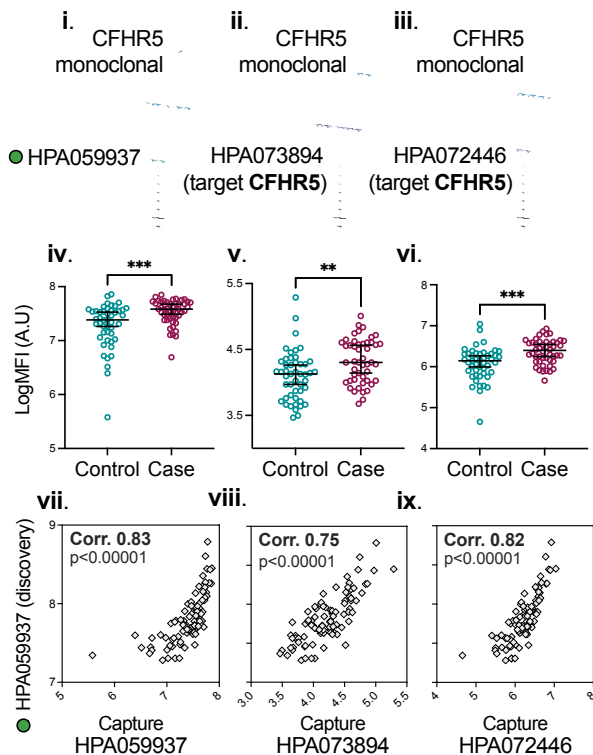 i. ii. iii.
CFHR5 monoclonal
CFHR5 monoclonal
CFHR5 monoclonal
HPA059937
HPA073894 (target CFHR5)
HPA072446 (target CFHR5)
iv. v. vi.
LogMFI (A.U)
***
8
7
6
5
Control Case
**
5.5
4.5
3.5
Control Case
***
8
7
6
5
4
Control Case
vii. viii. ix.
HPA059937 (discovery)
9
8
7
Corr. 0.83
p<0.00001
5 6 7 8
Capture
HPA059937
Corr. 0.75
p<0.00001
3.0 3.5 4.0 4.5 5.0 5.5
Capture
HPA073894
Corr. 0.82
p<0.00001
4 5 6 7 8
Capture
HPA072446